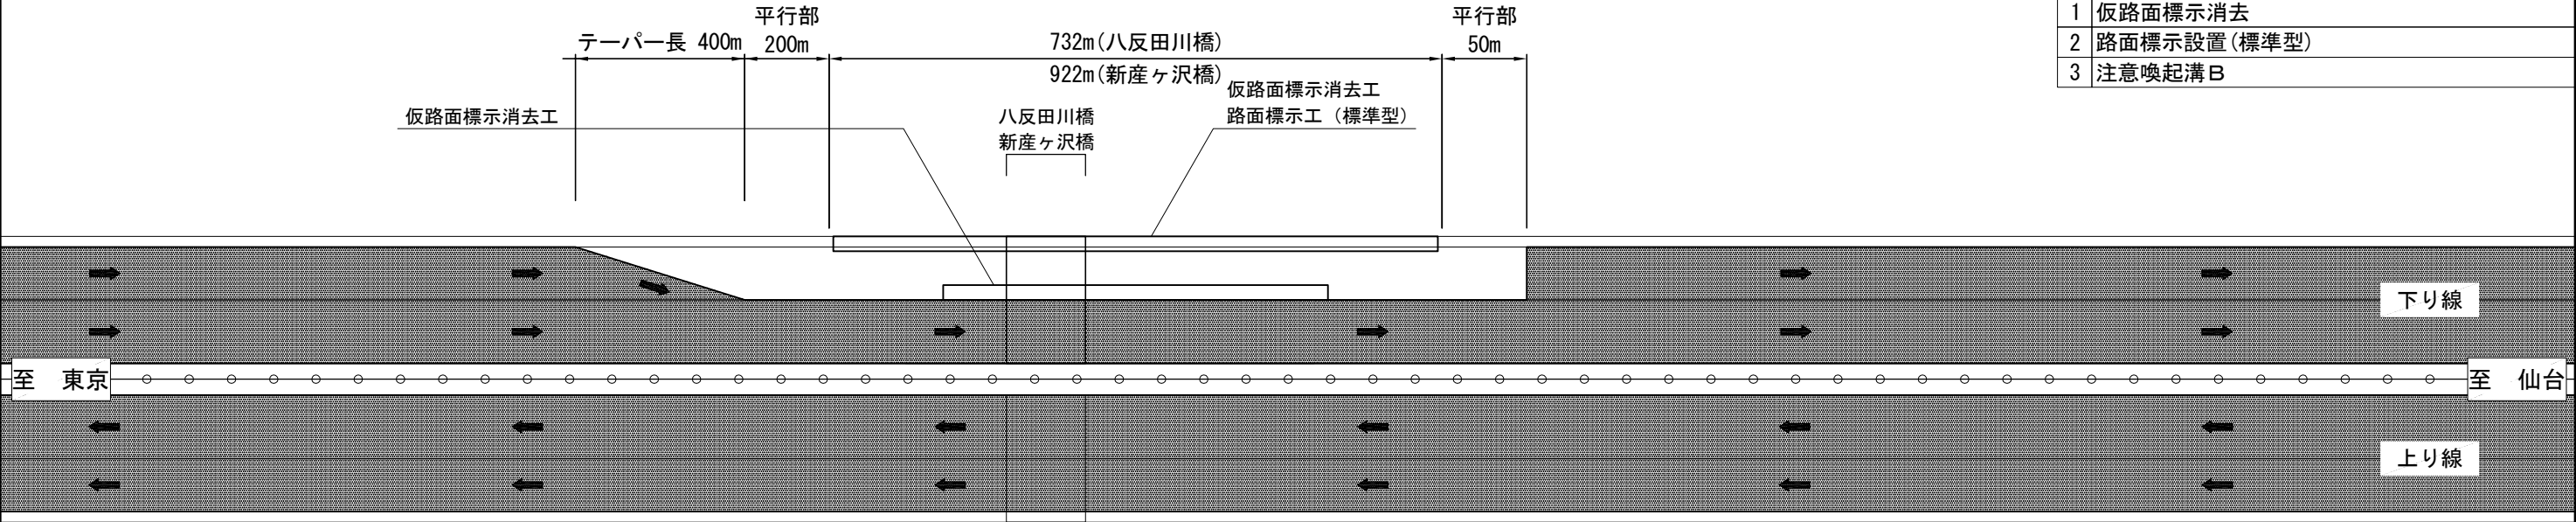 平行部
テーパー長 400m
200m
732m(八反田川橋)
922m(新産ヶ沢橋)
平行部
50m
1 仮路面標示消去
2 路面標示設置(標準型)
3 注意喚起溝B
仮路面標示消去工
八反田川橋
新産ヶ沢橋
仮路面標示消去工
路面標示工（標準型）
下り線
至　東京
至　仙台
上り線